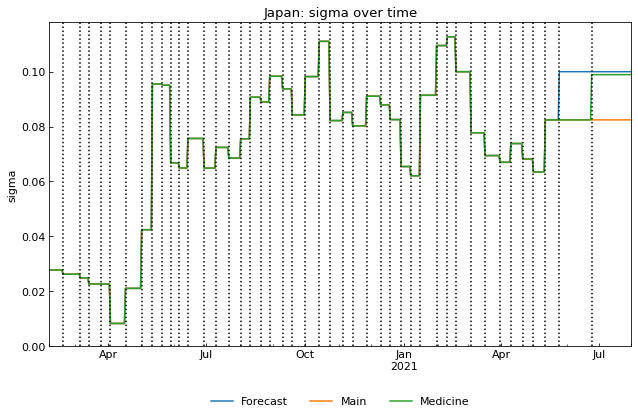 Japan: sigma over time
sigma
0.10
0.08
0.06
0.04
0.02
0.00
Apr Jul Oct Jan Apr Jul
2021
Forecast Main Medicine